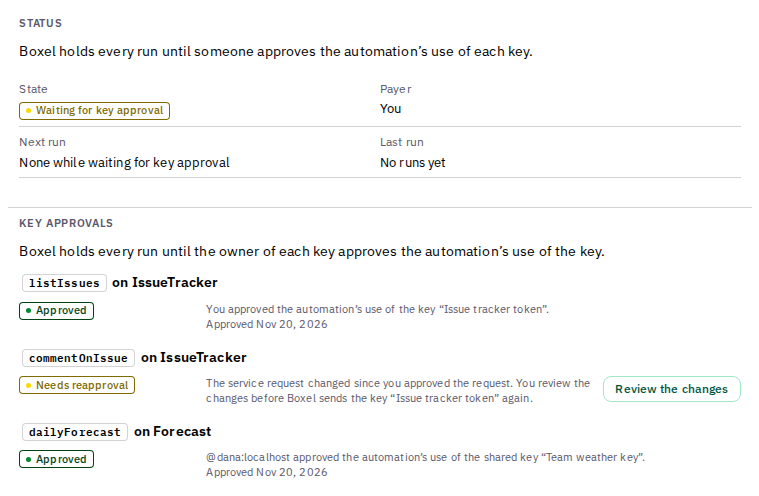 STATUS
Boxel holds every run until someone approves the automation's use of each key.
State
Payer
Waiting for key approval
You
Next run
Last run
None while waiting for key approval
No runs yet
KEY APPROVALS
Boxel holds every run until the owner of each key approves the automation's use of the key.
listIssues on IssueTracker
Approved
You approved the automation's use of the key “Issue tracker token”.
Approved Nov 20, 2026
commentOnIssue on IssueTracker
Needs reapproval
The service request changed since you approved the request. You review the
changes before Boxel sends the key “Issue tracker token” again.
Review the changes
dailyForecast on Forecast
Approved
@dana:localhost approved the automation's use of the shared key “Team weather key”.
Approved Nov 20, 2026